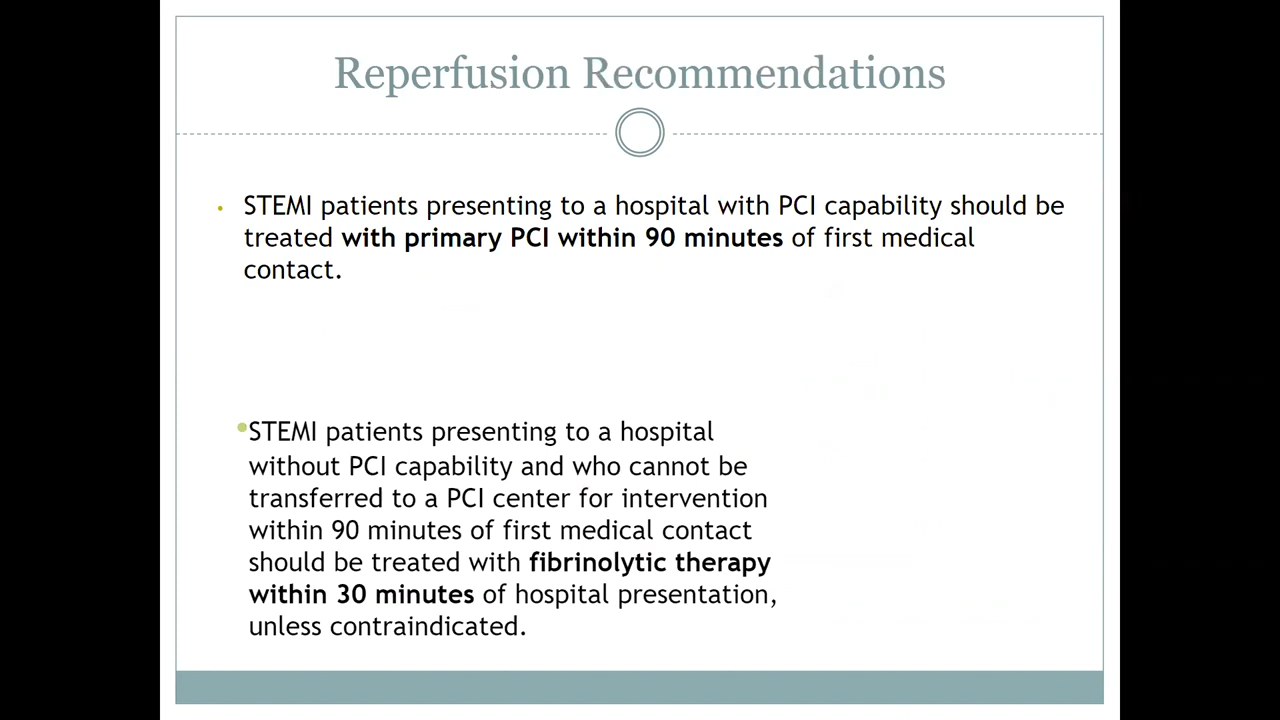 Reperfusion Recommendations
• STEMI patients presenting to a hospital with PCI capability should be
treated with primary PCI within 90 minutes of first medical
contact.
•STEMI patients presenting to a hospital
without PCI capability and who cannot be
transferred to a PCI center for intervention
within 90 minutes of first medical contact
should be treated with fibrinolytic therapy
within 30 minutes of hospital presentation,
unless contraindicated.